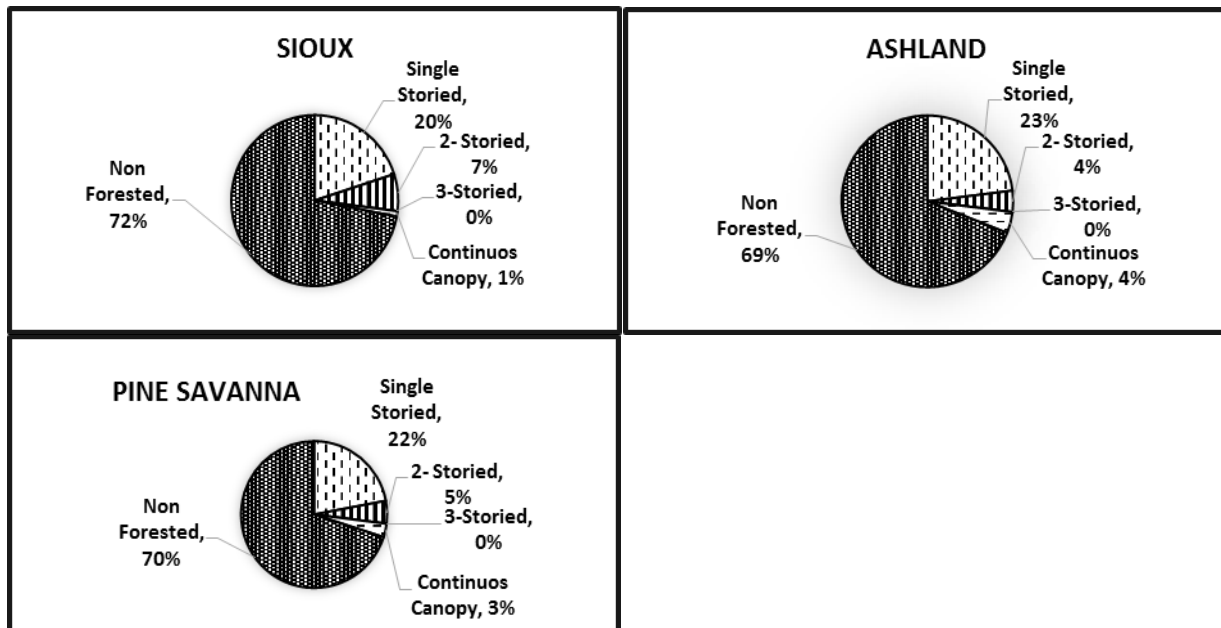 SIOUX
Single
Storied,
20%
2- Storied,
7%
3-Storied,
0%
Continuos
Canopy, 1%
Non
Forested,
72%
ASHLAND
Single
Storied,
23%
2- Storied,
4%
3-Storied,
0%
Continuos
Canopy, 4%
Non
Forested,
69%
PINE SAVANNA
Single
Storied,
22%
2- Storied,
5%
3-Storied,
0%
Continuos
Canopy, 3%
Non
Forested,
70%